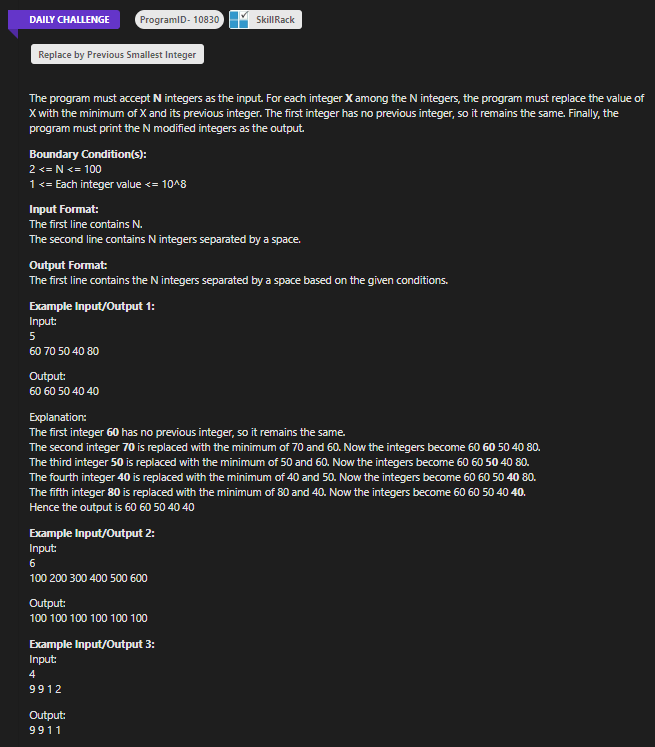 DAILY CHALLENGE
ProgramID- 10830
SkillRack
Replace by Previous Smallest Integer
The program must accept N integers as the input. For each integer X among the N integers, the program must replace the value of
X with the minimum of X and its previous integer. The first integer has no previous integer, so it remains the same. Finally, the
program must print the N modified integers as the output.
Boundary Condition(s):
2 <= N <= 100
1 <= Each integer value <= 10^8
Input Format:
The first line contains N.
The second line contains N integers separated by a space.
Output Format:
The first line contains the N integers separated by a space based on the given conditions.
Example Input/Output 1:
Input:
5
60 70 50 40 80
Output:
60 60 50 40 40
Explanation:
The first integer 60 has no previous integer, so it remains the same.
The second integer 70 is replaced with the minimum of 70 and 60. Now the integers become 60 60 50 40 80.
The third integer 50 is replaced with the minimum of 50 and 60. Now the integers become 60 60 50 40 80.
The fourth integer 40 is replaced with the minimum of 40 and 50. Now the integers become 60 60 50 40 80.
The fifth integer 80 is replaced with the minimum of 80 and 40. Now the integers become 60 60 50 40 40.
Hence the output is 60 60 50 40 40
Example Input/Output 2:
Input:
6
100 200 300 400 500 600
Output:
100 100 100 100 100 100
Example Input/Output 3:
Input:
4
9 9 1 2
Output:
9 9 1 1